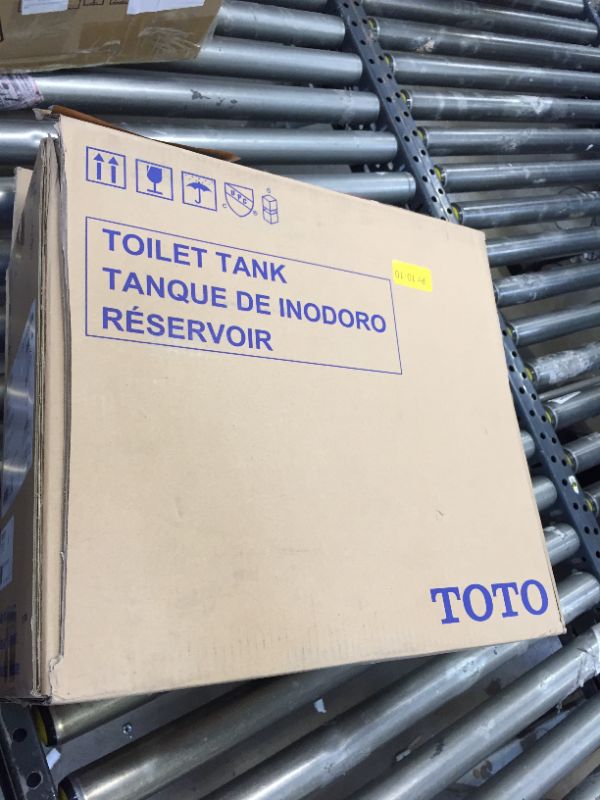 TOILET TANK
TANQUE DE INODORO
RÉSERVOIR
TOTO